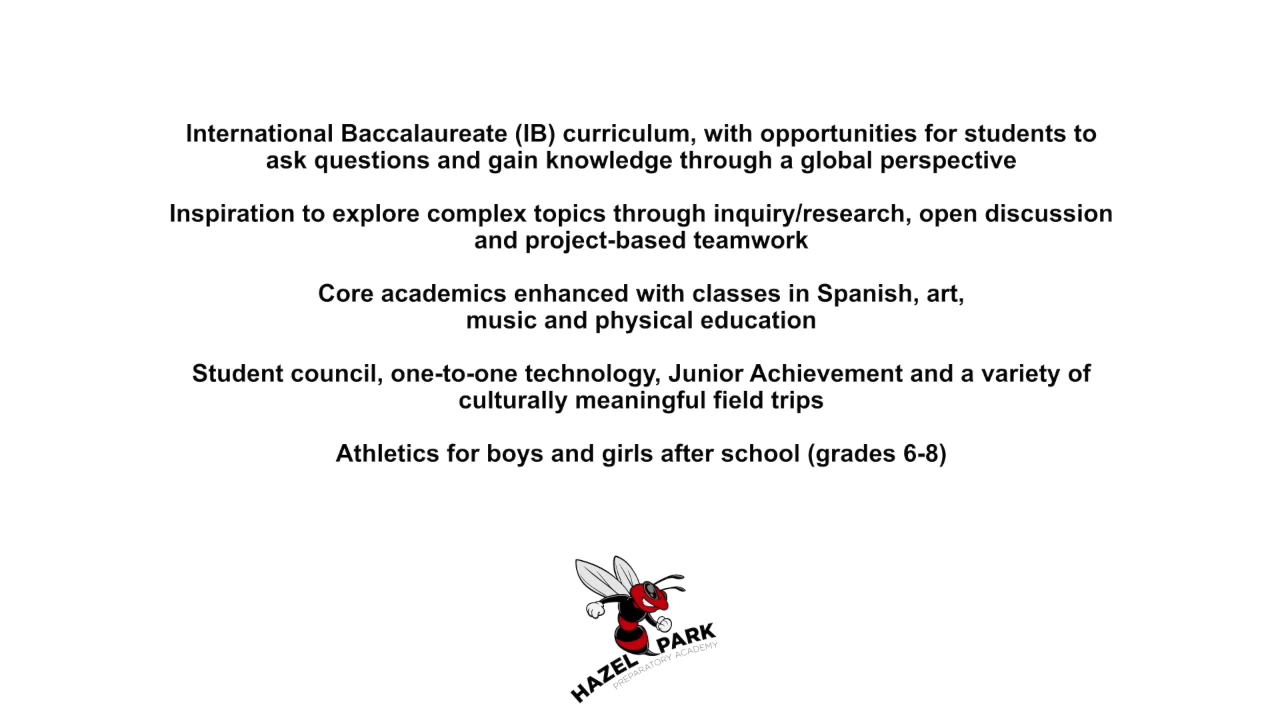 International Baccalaureate (IB) curriculum, with opportunities for students to
ask questions and gain knowledge through a global perspective
Inspiration to explore complex topics through inquiry/research, open discussion
and project-based teamwork
Core academics enhanced with classes in Spanish, art,
music and physical education
Student council, one-to-one technology, Junior Achievement and a variety of
culturally meaningful field trips
Athletics for boys and girls after school (grades 6-8)
HAZEL PARK
PREPARATORY ACADEMY